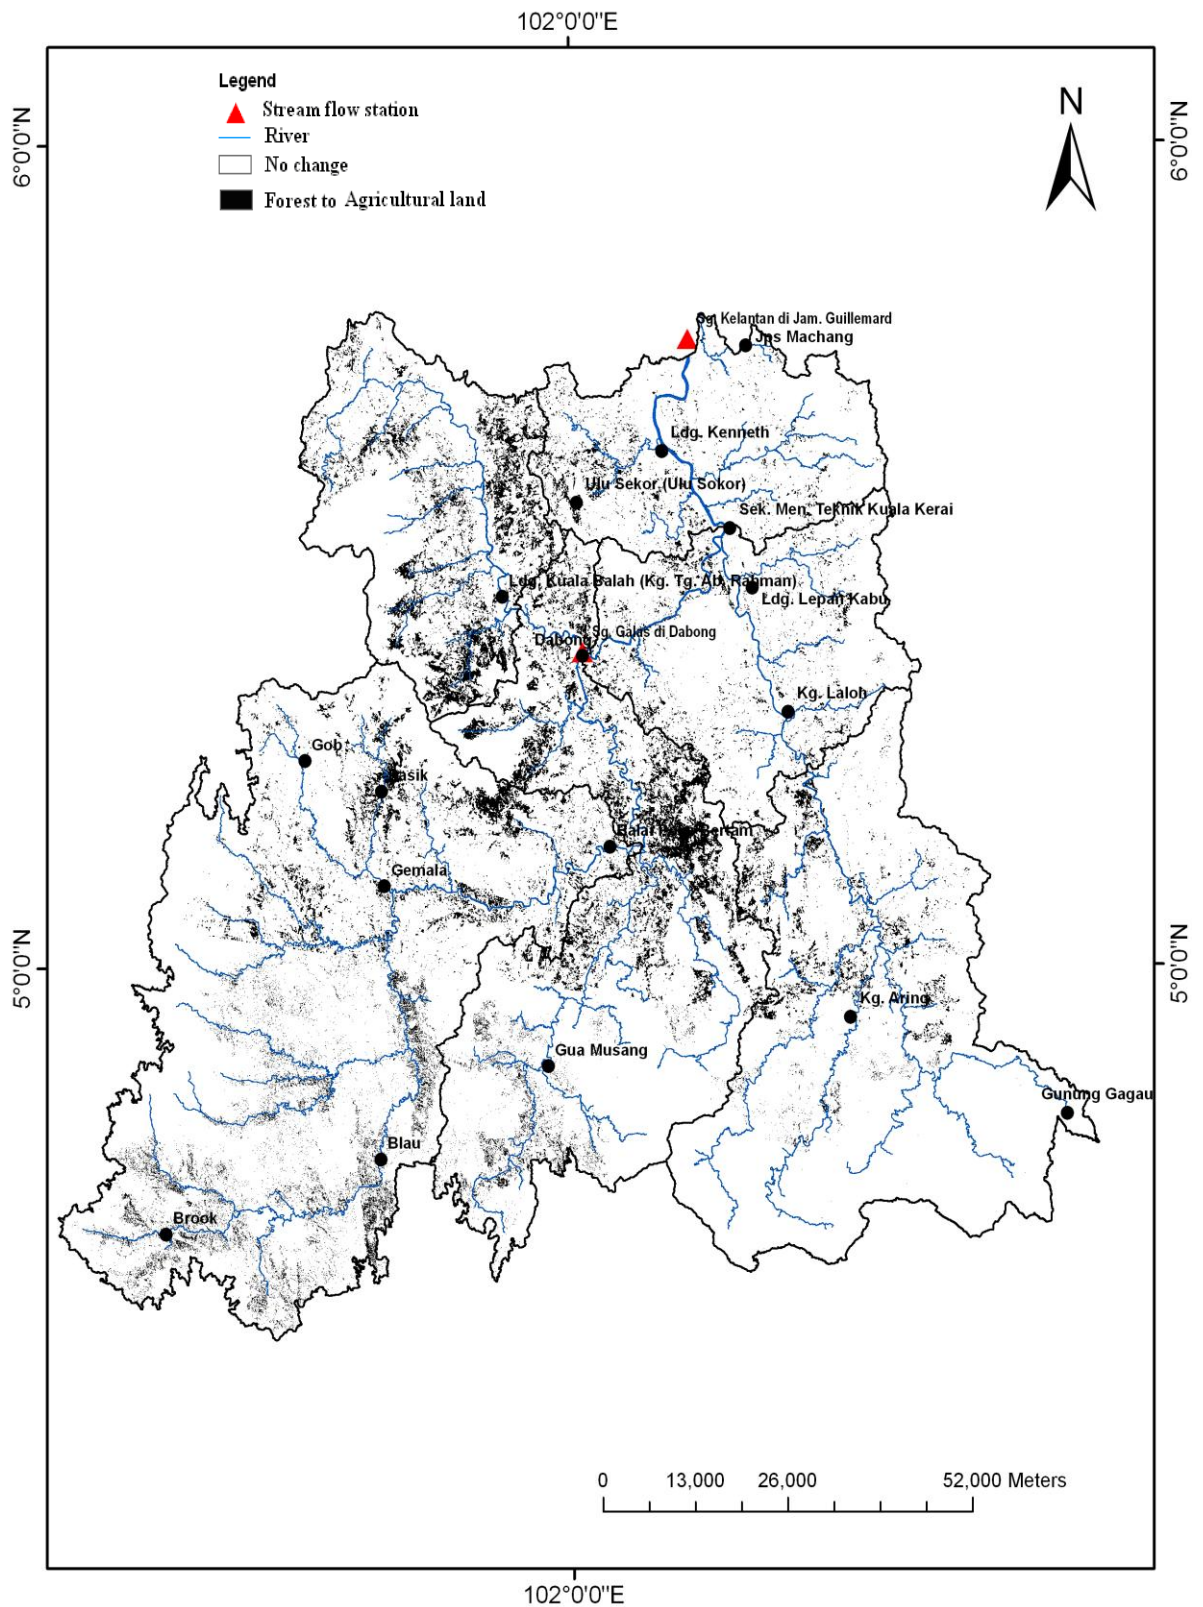 102°0'0"E
Legend
Stream flow station
River
No change
Forest to Agricultural land
N
6°0'0"N
6°0'0"N
Sg. Kelantan di Jam. Guillemard
Jps Machang
Ldg. Kenneth
Ulu Sekor (Ulu Sokor)
Sek. Men. Teknik Kuala Kerai
Ldg. Kuala Balah (Kg. Tg. Ab. Rahman)
Ldg. Lepan Kabu
Sg. Galas di Dabong
Dabong
Kg. Laloh
Gob
Gemala
5°0'0"N
5°0'0"N
Kg. Aring
Gua Musang
Gunung Gagau
Blau
Brook
0 13,000 26,000 52,000 Meters
102°0'0"E